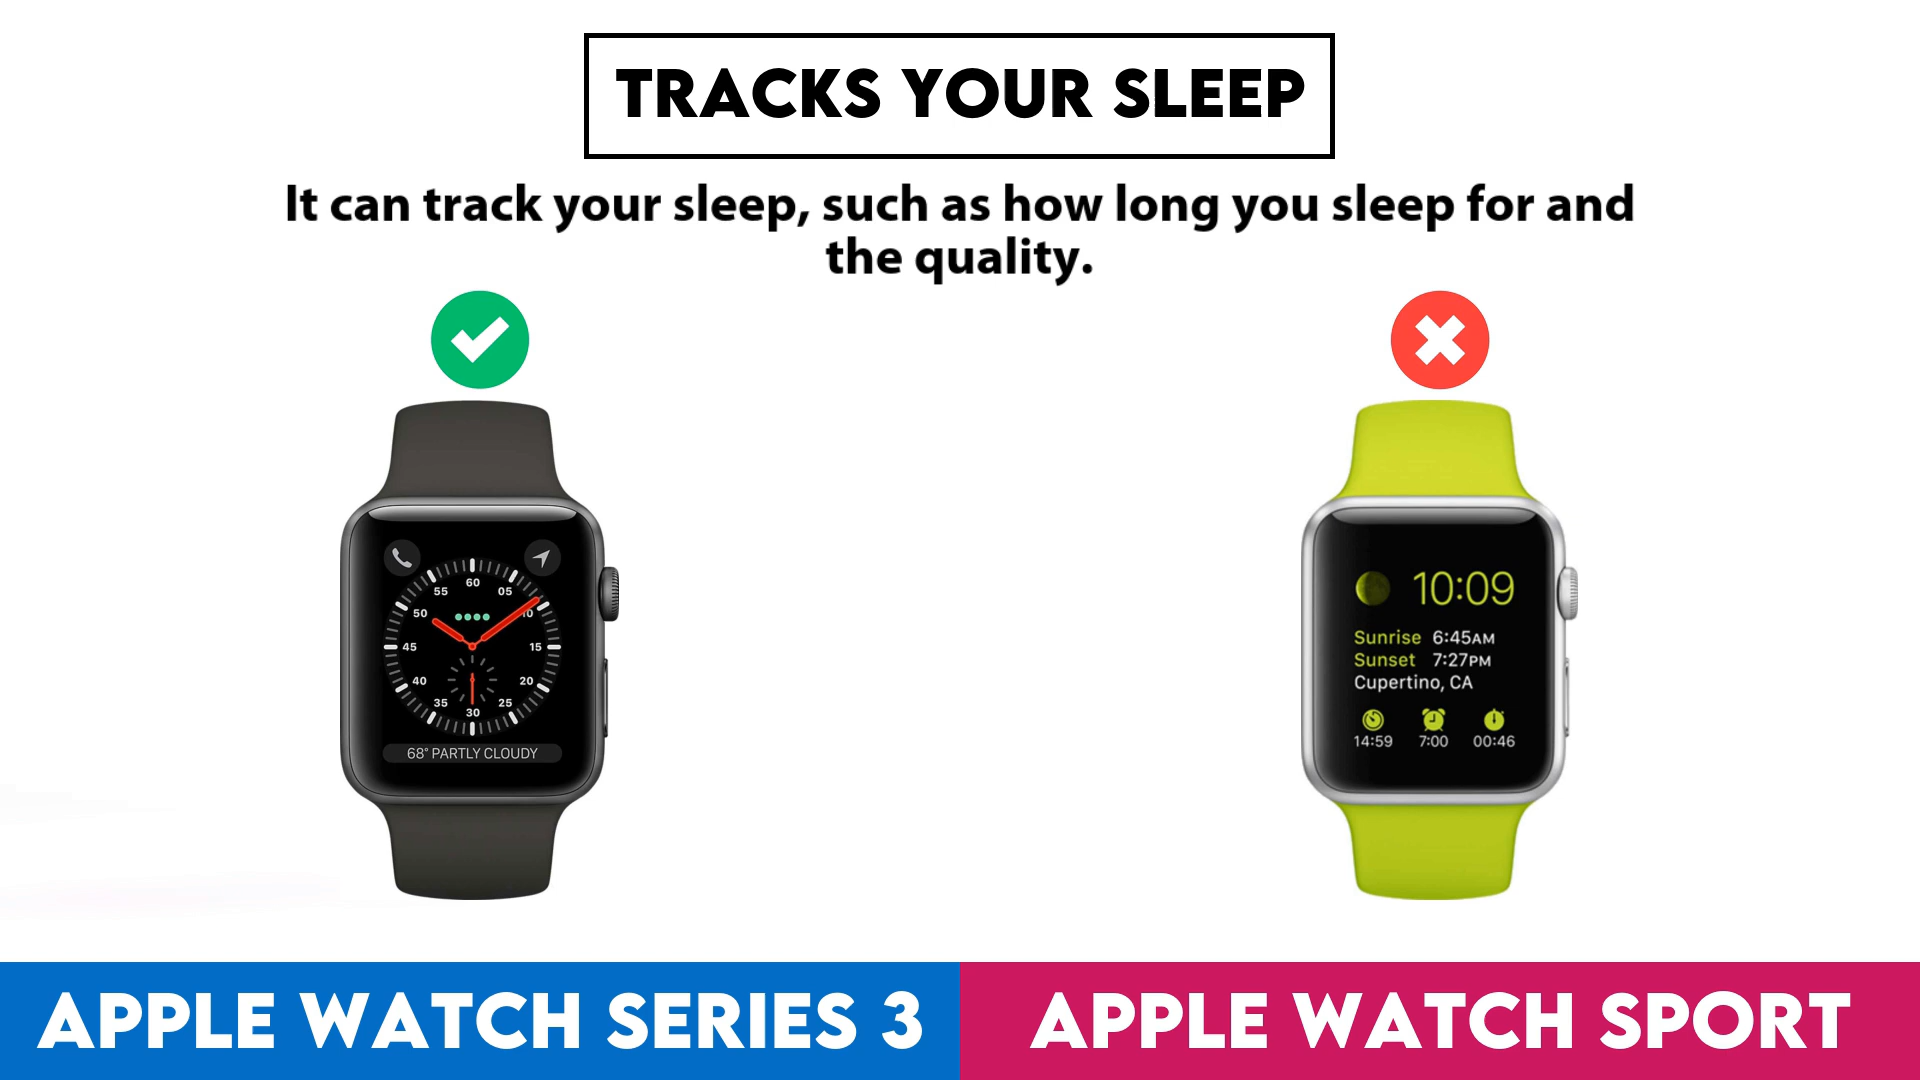 TRACKS YOUR SLEEP
It can track your sleep, such as how long you sleep for and
the quality.
60
55 05
50 10
45 15
40 20
35 25
30
68° PARTLY CLOUDY
10:09
Sunrise 6:45AM
Sunset 7:27PM
Cupertino, CA
14:59 7:00 00:46
APPLE WATCH SERIES 3 APPLE WATCH SPORT